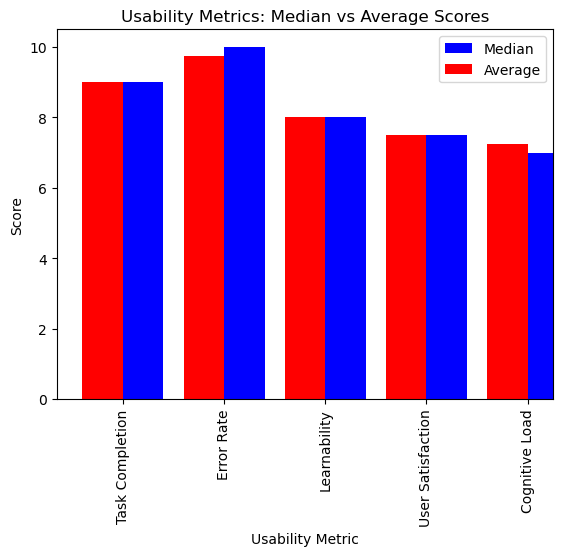 Usability Metrics: Median vs Average Scores
Median
Average
10
8
6
4
2
0
Score
Task Completion
Error Rate
Learnability
User Satisfaction
Cognitive Load
Usability Metric